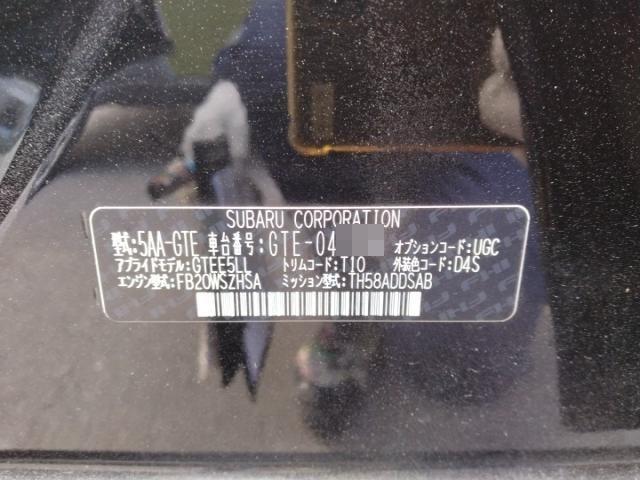 SUBARU CORPORATION
型式:5AA-GTE 車台番号:GTE-04 オプションコード:UGC
アプライドモデル:GTEE5LL トリムコード:T10 外装色コード:D4S
エンジン型式:FB20WSZHSA ミッション型式:TH58ADDSAB